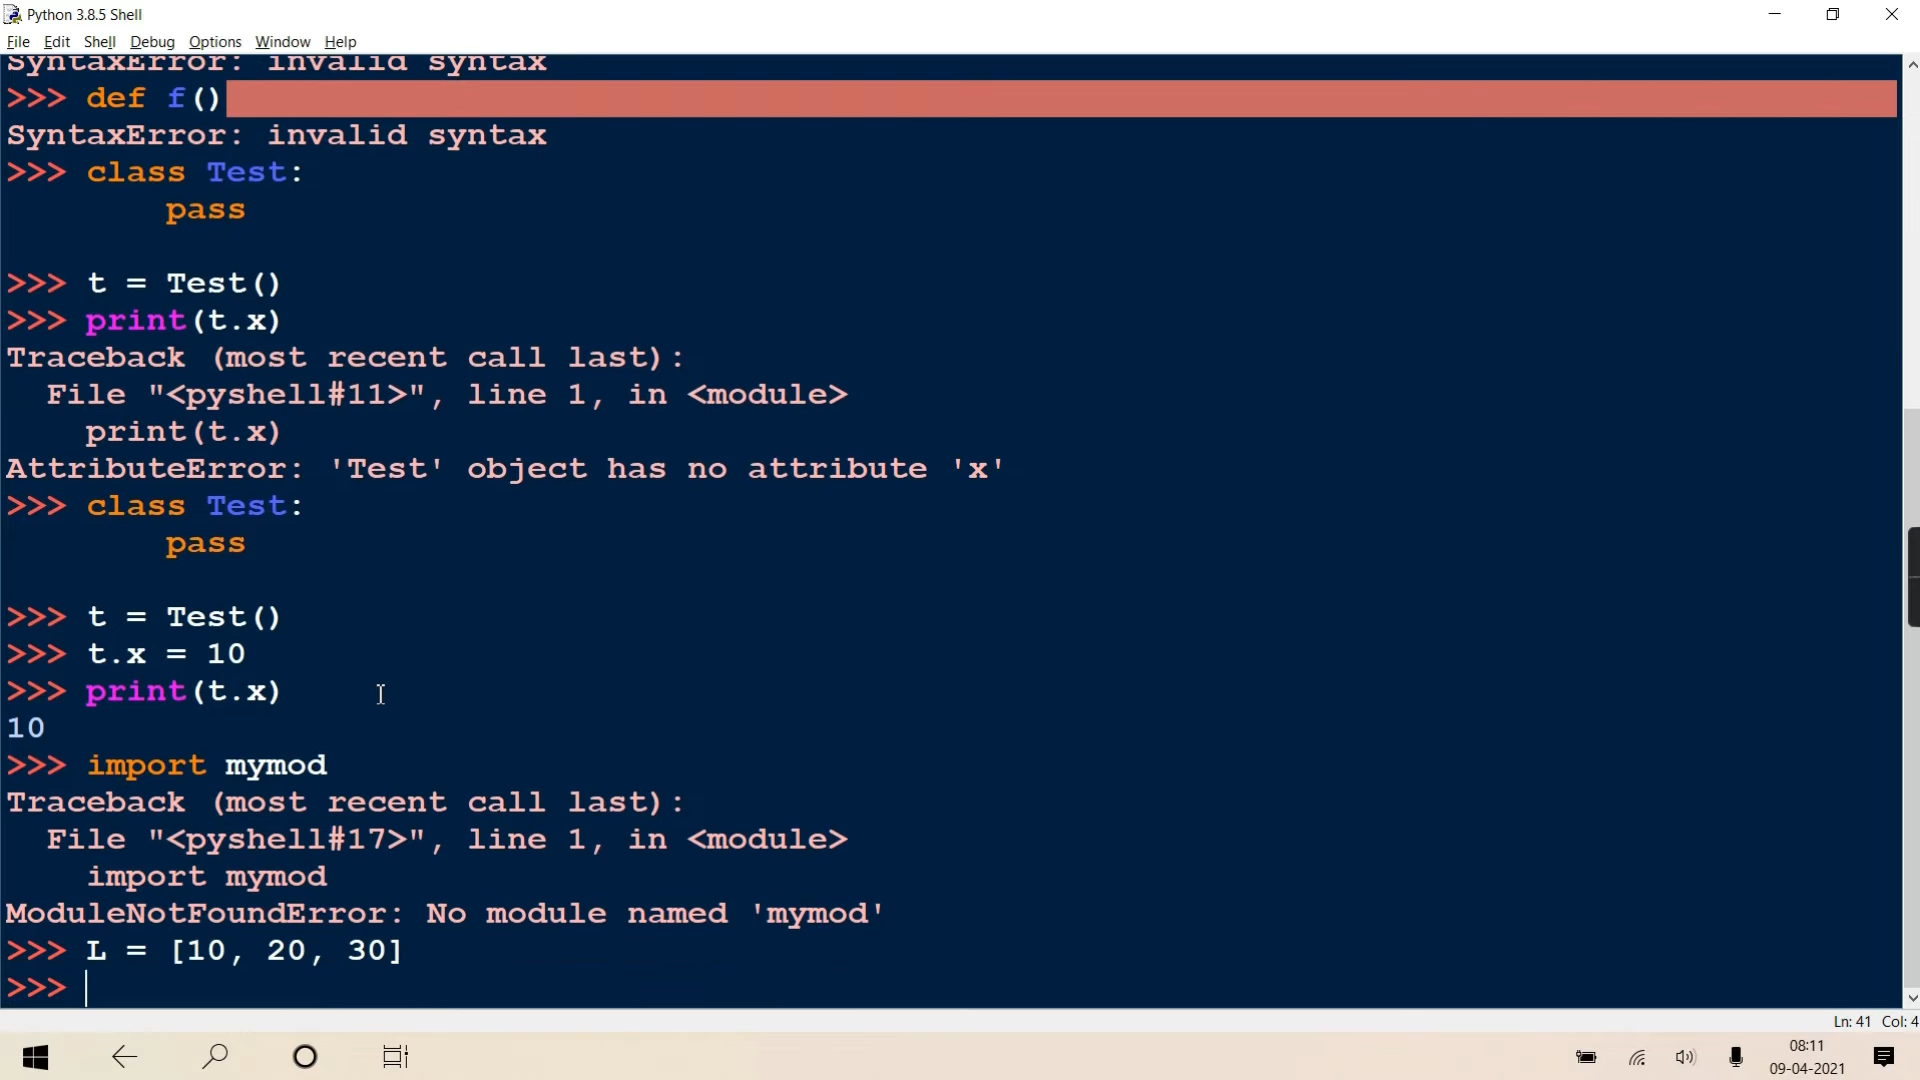 Python 3.8.5 Shell
File Edit Shell Debug Options Window Help
SyntaxError: invalid syntax
>>> def f()
SyntaxError: invalid syntax
>>> class Test:
        pass
>>> t = Test()
>>> print(t.x)
Traceback (most recent call last):
  File "<pyshell#11>", line 1, in <module>
    print(t.x)
AttributeError: 'Test' object has no attribute 'x'
>>> class Test:
        pass
>>> t = Test()
>>> t.x = 10
>>> print(t.x)
10
>>> import mymod
Traceback (most recent call last):
  File "<pyshell#17>", line 1, in <module>
    import mymod
ModuleNotFoundError: No module named 'mymod'
>>> L = [10, 20, 30]
>>>
Ln: 41 Col: 4
08:11
09-04-2021